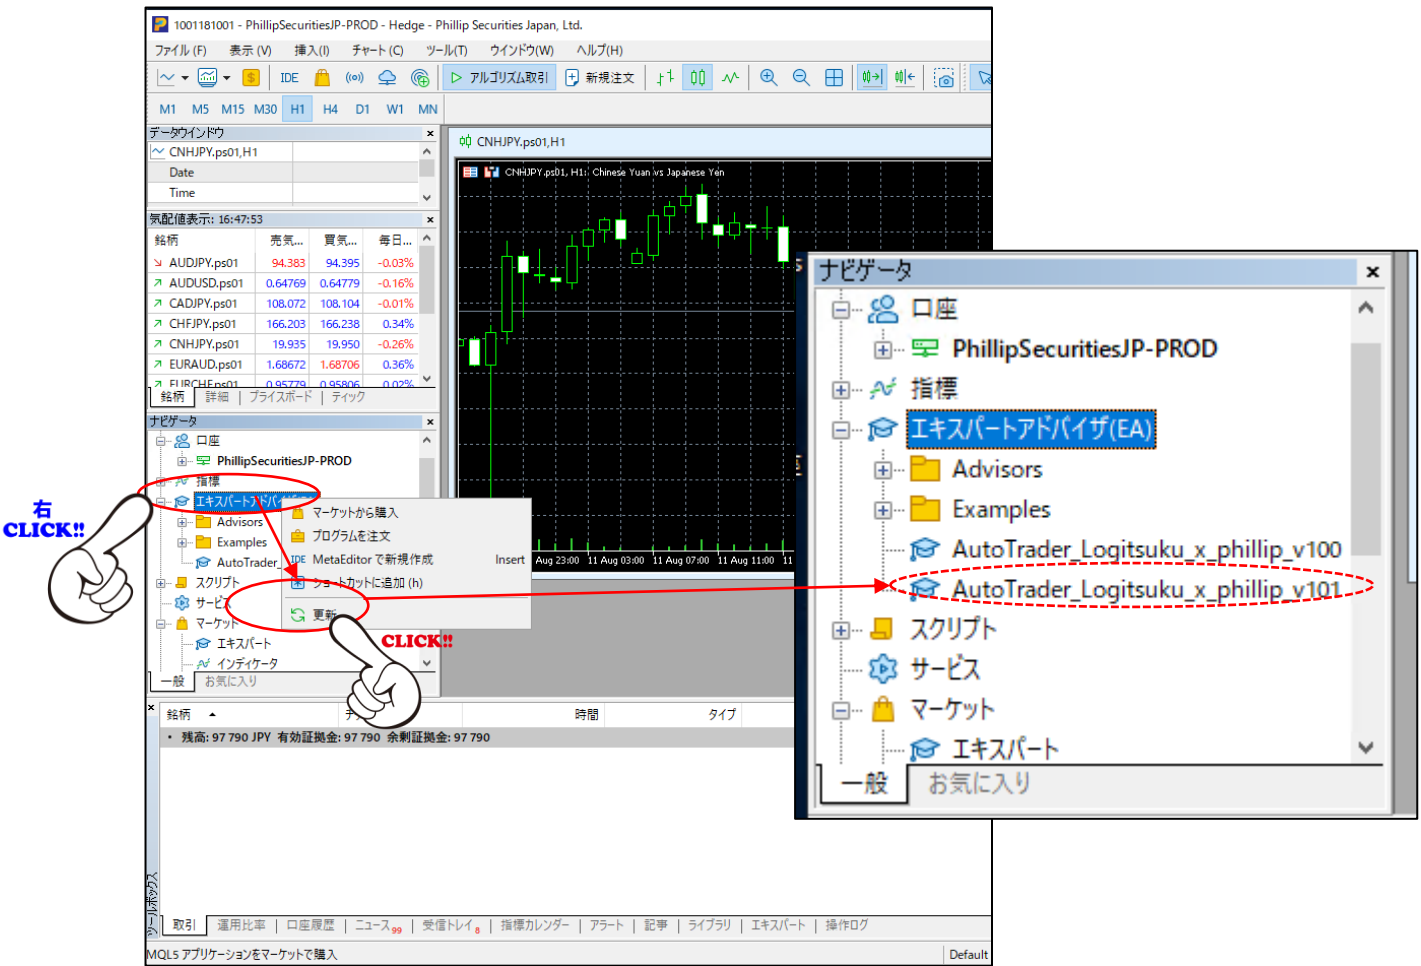 1001181001 - PhillipSecuritiesJP-PROD - Hedge - Phillip Securities Japan, Ltd.
ファイル (F) 表示 (V) 挿入(I) チャート (C) ツール(T) ウインドウ(W) ヘルプ(H)
IDE アルゴリズム取引 新規注文
M1 M5 M15 M30 H1 H4 D1 W1 MN
データウインドウ
CNHJPY.ps01,H1
Date
Time
気配値表示: 16:47:53
銘柄 売気... 買気... 毎日...
AUDJPY.ps01 94.383 94.395 -0.03%
AUDUSD.ps01 0.64769 0.64779 -0.16%
CADJPY.ps01 108.072 108.104 -0.01%
CHFJPY.ps01 166.203 166.238 0.34%
CNHJPY.ps01 19.935 19.950 -0.26%
EURAUD.ps01 1.68672 1.68706 0.36%
EURCHF.ps01 0.95779 0.95806 0.02%
銘柄 詳細 プライスボード ティック
CNHJPY.ps01,H1
CNHJPY.ps01, H1: Chinese Yuan vs Japanese Yen
Aug 23:00 11 Aug 03:00 11 Aug 07:00 11 Aug 11:00 11
ナビゲータ
口座
PhillipSecuritiesJP-PROD
指標
エキスパートアドバイザ
Advisors
Examples
AutoTrader_
スクリプト
サービス
マーケット
エキスパート
インディケータ
一般 お気に入り
右
CLICK!!
マーケットから購入
プログラムを注文
IDE MetaEditor で新規作成 Insert
ショートカットに追加 (h)
更新
CLICK!!
ナビゲータ
口座
PhillipSecuritiesJP-PROD
指標
エキスパートアドバイザ(EA)
Advisors
Examples
AutoTrader_Logitsuku_x_phillip_v100
AutoTrader_Logitsuku_x_phillip_v101
スクリプト
サービス
マーケット
エキスパート
一般 お気に入り
銘柄 時間 タイプ
残高: 97 790 JPY 有効証拠金: 97 790 余剰証拠金: 97 790
ツールボックス
取引 運用比率 口座履歴 ニュース 99 受信トレイ 8 指標カレンダー アラート 記事 ライブラリ エキスパート 操作ログ
MQL5 アプリケーションをマーケットで購入 Default